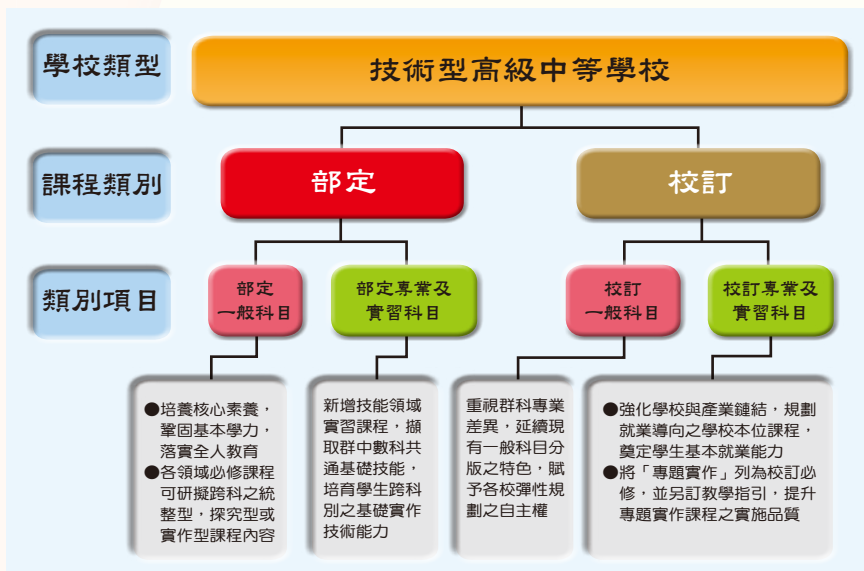 學校類型
技術型高級中等學校
課程類別
部定
校訂
類別項目
部定
一般科目
部定專業及
實習科目
校訂
一般科目
校訂專業及
實習科目
●培養核心素養，
鞏固基本學力，
落實全人教育
●各領域必修課程
可研擬跨科之統
整型，探究型或
實作型課程內容
新增技能領域
實習課程，擷
取群中數科共
通基礎技能，
培育學生跨科
別之基礎實作
技術能力
重視群科專業
差異，延續現
有一般科目分
版之特色，賦
予各校彈性規
劃之自主權
●強化學校與產業鏈結，規劃
就業導向之學校本位課程，
奠定學生基本就業能力
●將「專題實作」列為校訂必
修，並另訂教學指引，提升
專題實作課程之實施品質